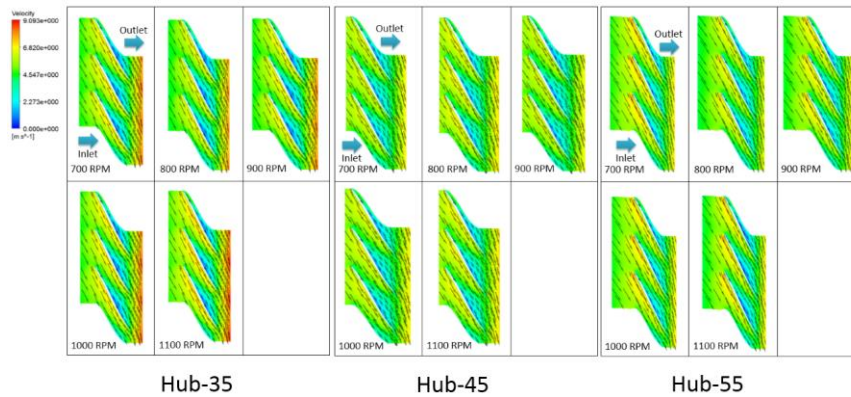 Velocity
9.093e+000
6.820e+000
4.547e+000
2.273e+000
0.000e+000
[m s^-1]
Outlet
Inlet
700 RPM
800 RPM
900 RPM
1000 RPM
1100 RPM
Hub-35
Outlet
Inlet
700 RPM
800 RPM
900 RPM
1000 RPM
1100 RPM
Hub-45
Outlet
Inlet
700 RPM
800 RPM
900 RPM
1000 RPM
1100 RPM
Hub-55